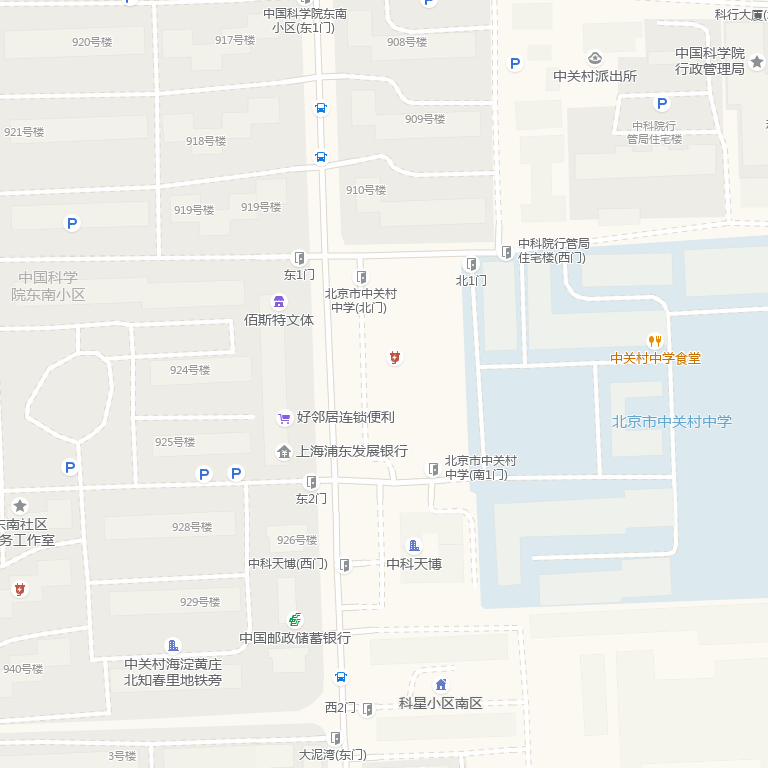 中国科学院东南
小区(东1门)
科行大厦(
920号楼
917号楼
908号楼
中国科学院
行政管理局
中关村派出所
921号楼
918号楼
909号楼
中科院行
管局住宅楼
910号楼
919号楼
919号楼
中科院行管局
住宅楼(西门)
东1门
北1门
中国科学
院东南小区
北京市中关村
中学(北门)
佰斯特文体
中关村中学食堂
924号楼
好邻居连锁便利
北京市中关村中学
925号楼
上海浦东发展银行
北京市中关村
中学(南1门)
东2门
东南社区
务工作室
928号楼
926号楼
中科天博(西门)
中科天博
929号楼
中国邮政储蓄银行
940号楼
中关村海淀黄庄
北知春里地铁旁
西2门
科星小区南区
3号楼
大泥湾(东门)